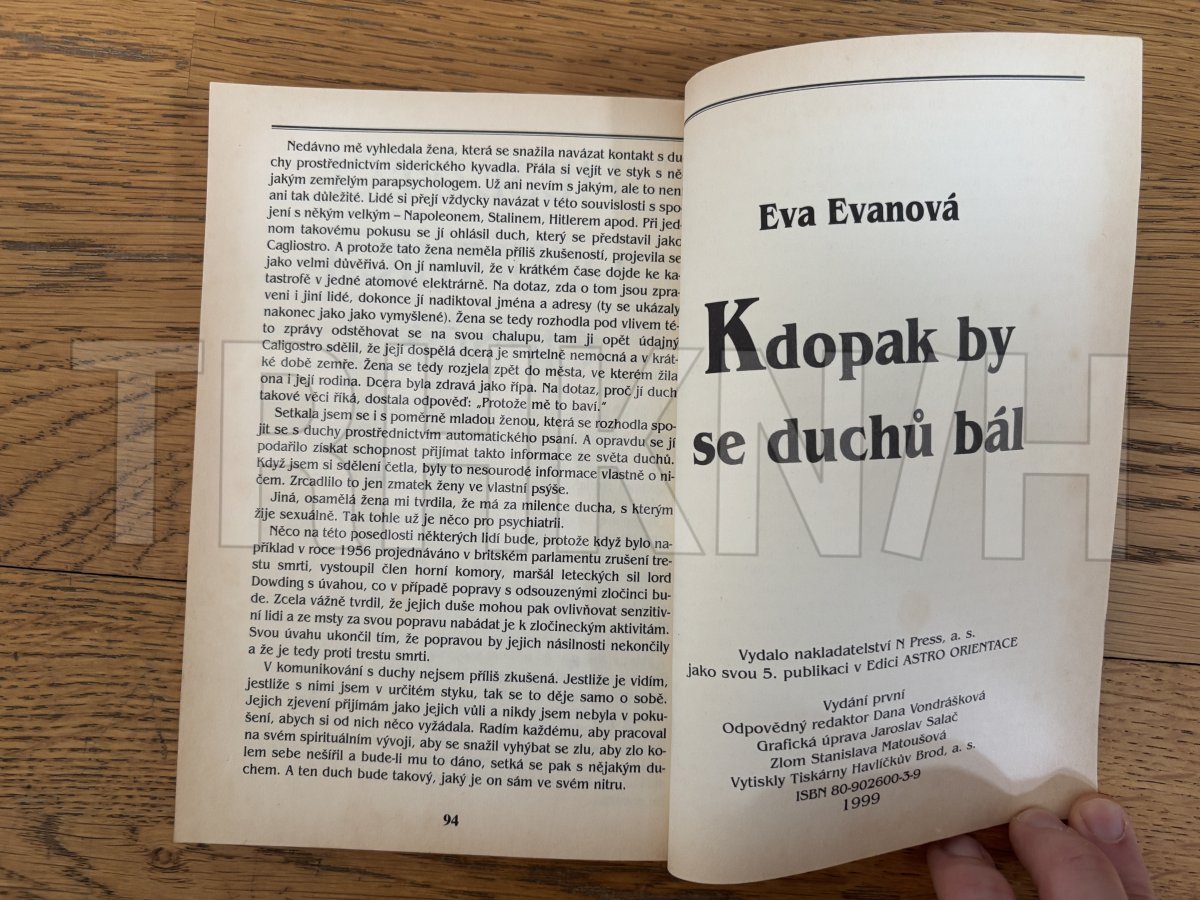 Nedávno mě vyhledala žena, která se snažila navázat kontakt s du
chy prostřednictvím siderického kyvadla. Přála si vejít ve styk s ně
jakým zemřelým parapsychologem. Už ani nevím s jakým, ale to není
ani tak důležité. Lidé si přejí vždycky navázat v této souvislosti s spo
jení s někým velkým – Napoleonem, Stalinem, Hitlerem apod. Při jed-
nom takovému pokusu se jí ohlásil duch, který se představil jako
Cagliostro. A protože tato žena neměla příliš zkušeností, projevila se
jako velmi důvěřivá. On jí namluvil, že v krátkém čase dojde ke ka-
tastrofě v jedné atomové elektrárně. Na dotaz, zda o tom jsou zpra-
veni i jiní lidé, dokonce jí nadiktoval jména a adresy (ty se ukázaly
nakonec jako jako vymyšlené). Žena se tedy rozhodla pod vlivem té-
to zprávy odstěhovat se na svou chalupu, tam ji opět údajný
Caligostro sdělil, že její dospělá dcera je smrtelně nemocná a v krát-
ké době zemře. Žena se tedy rozjela zpět do města, ve kterém žila
ona i její rodina. Dcera byla zdravá jako řípa. Na dotaz, proč jí duch
takové věci říká, dostala odpověď: „Protože mě to baví."
Setkala jsem se i s poměrně mladou ženou, která se rozhodla spo-
jit se s duchy prostřednictvím automatického psaní. A opravdu se jí
podařilo získat schopnost přijímat takto informace ze světa duchů.
Když jsem si sdělení četla, byly to nesourodé informace vlastně o ni-
čem. Zrcadlilo to jen zmatek ženy ve vlastní psýše.
Jiná, osamělá žena mi tvrdila, že má za milence ducha, s kterým
žije sexuálně. Tak tohle už je něco pro psychiatrii.
Něco na této posedlosti některých lidí bude, protože když bylo na-
příklad v roce 1956 projednáváno v britském parlamentu zrušení tre-
stu smrti, vystoupil člen horní komory, maršál leteckých sil lord
Dowding s úvahou, co v případě popravy s odsouzenými zločinci bu-
de. Zcela vážně tvrdil, že jejich duše mohou pak ovlivňovat senzitiv-
ní lidi a ze msty za svou popravu nabádat je k zločineckým aktivitám.
Svou úvahu ukončil tím, že popravou by jejich násilnosti nekončily
a že je tedy proti trestu smrti.
V komunikování s duchy nejsem příliš zkušená. Jestliže je vidím,
jestliže s nimi jsem v určitém styku, tak se to děje samo o sobě.
Jejich zjevení přijímám jako jejich vůli a nikdy jsem nebyla v poku-
šení, abych si od nich něco vyžádala. Radím každému, aby pracoval
na svém spirituálním vývoji, aby se snažil vyhýbat se zlu, aby zlo ko-
lem sebe nešířil a bude-li mu to dáno, setká se pak s nějakým du-
chem. A ten duch bude takový, jaký je on sám ve svém nitru.
94
Eva Evanová
Kdopak by
se duchů bál
Vydalo nakladatelství N Press, a. s.
jako svou 5. publikaci v Edici ASTRO ORIENTACE
Vydání první
Odpovědný redaktor Dana Vondrášková
Grafická úprava Jaroslav Salač
Zlom Stanislava Matoušová
Vytiskly Tiskárny Havlíčkův Brod, a. s.
ISBN 80-902600-3-9
1999